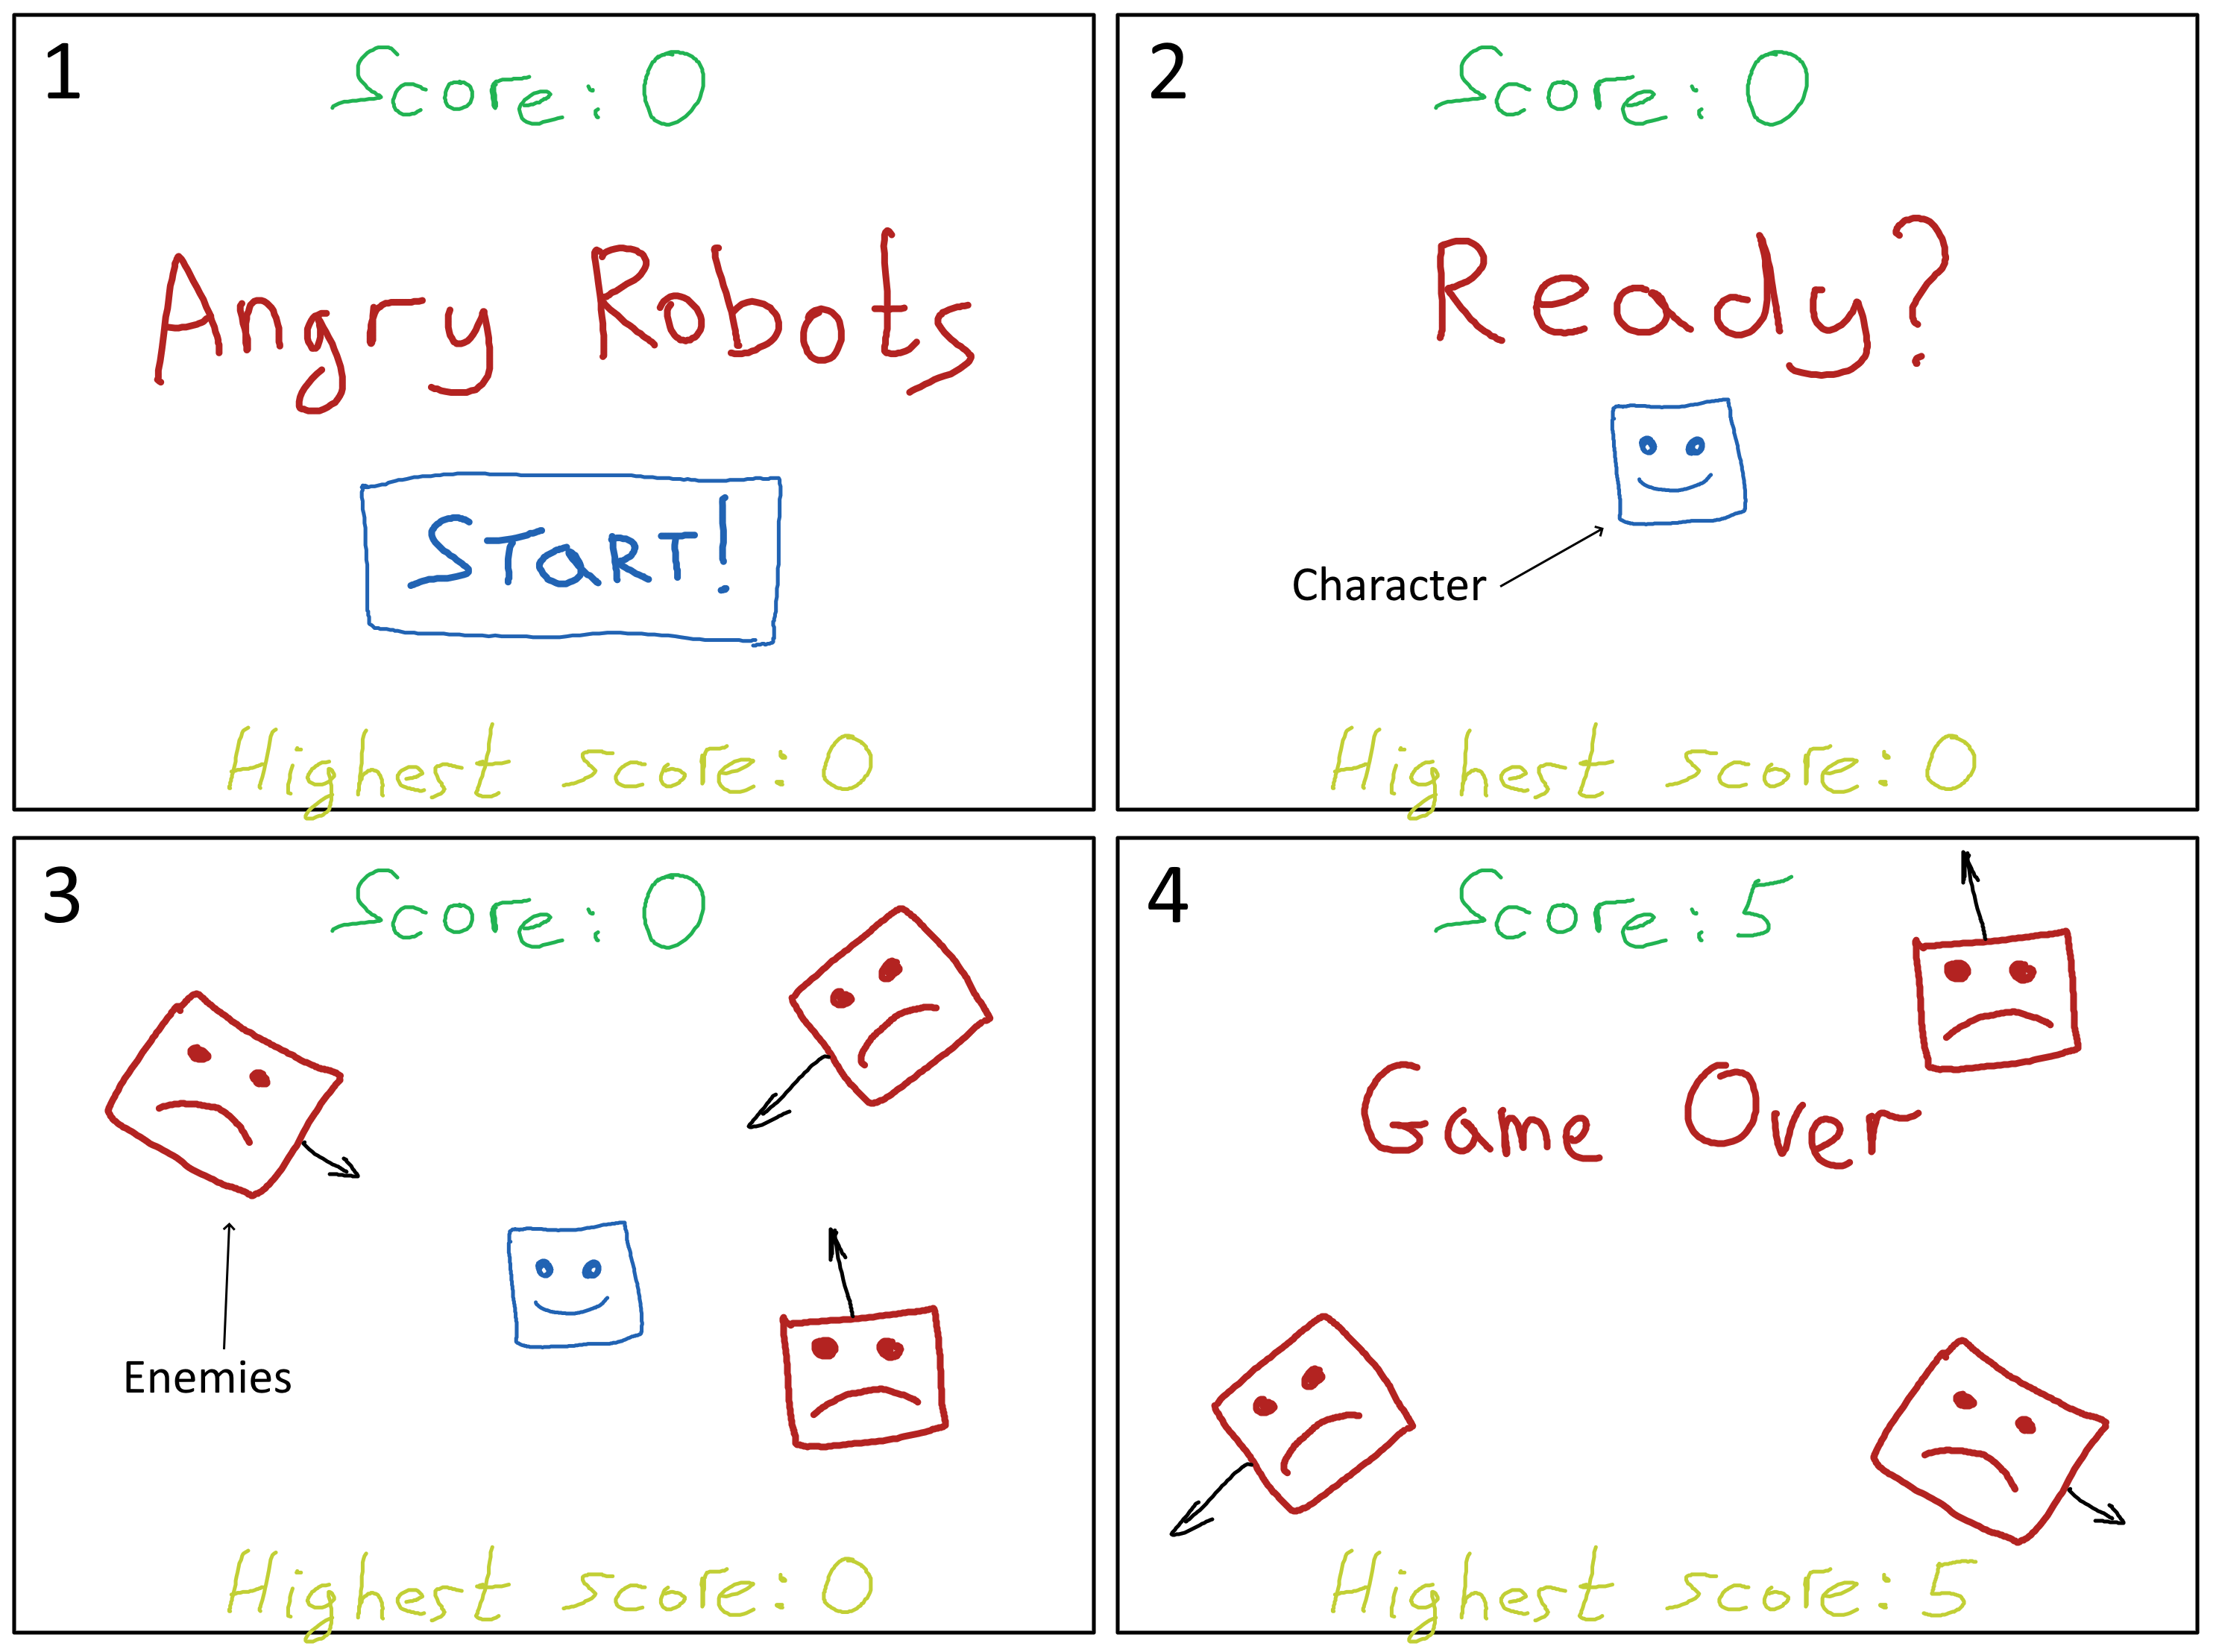 1
Score: 0
Angry Robots
START!
Highest score: 0
2
Score: 0
Ready?
Character
Highest score: 0
3
Score: 0
Enemies
Highest score: 0
4
Score: 5
Game Over
Highest score: 5